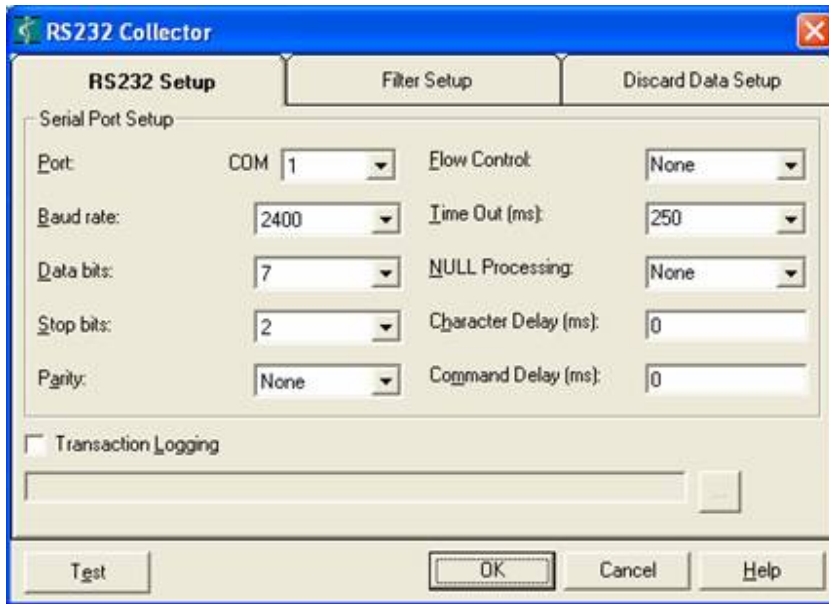 RS232 Collector
RS232 Setup Filter Setup Discard Data Setup
Serial Port Setup
Port: COM 1 Flow Control: None
Baud rate: 2400 Time Out (ms): 250
Data bits: 7 NULL Processing: None
Stop bits: 2 Character Delay (ms): 0
Parity: None Command Delay (ms): 0
Transaction Logging
...
Test OK Cancel Help